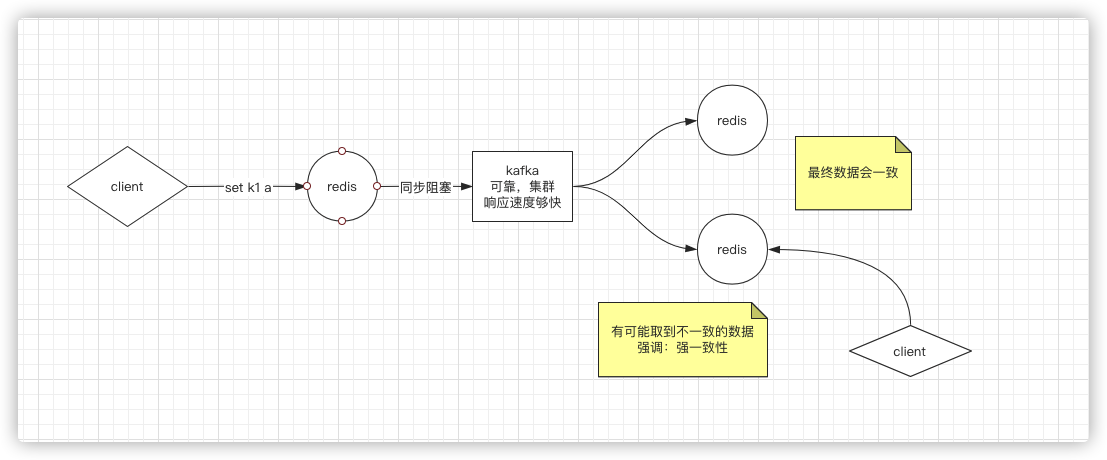 client
set k1 a
redis
同步阻塞
kafka
可靠，集群
响应速度够快
redis
最终数据会一致
redis
有可能取到不一致的数据
强调：强一致性
client